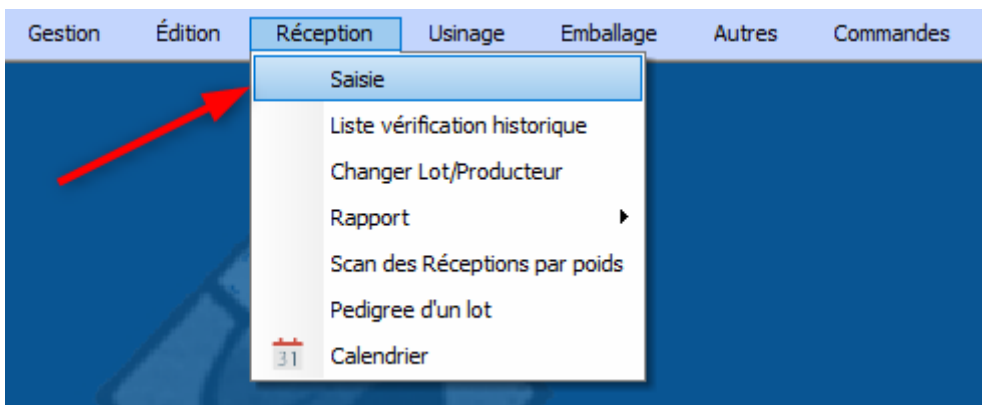 Gestion Édition Réception Usinage Emballage Autres Commandes
Saisie
Liste vérification historique
Changer Lot/Producteur
Rapport
Scan des Réceptions par poids
Pedigree d'un lot
31 Calendrier